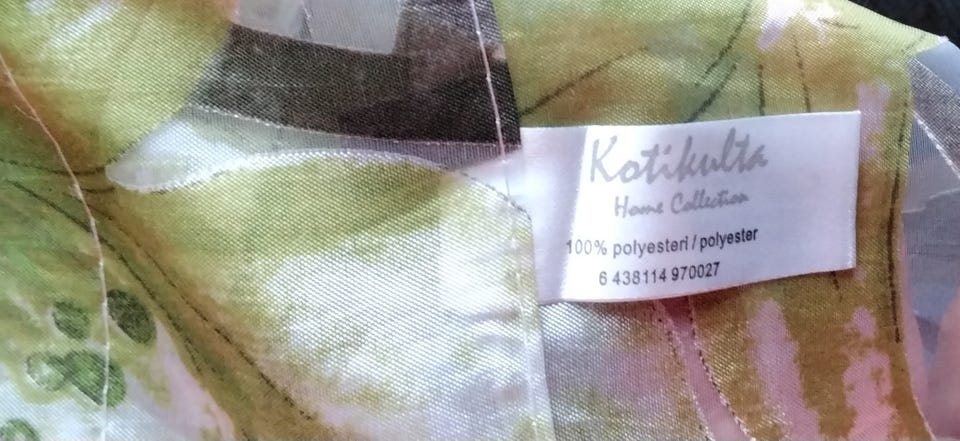 Kotikulta
Home Collection
100% polyesteri / polyester
6 438114 970027